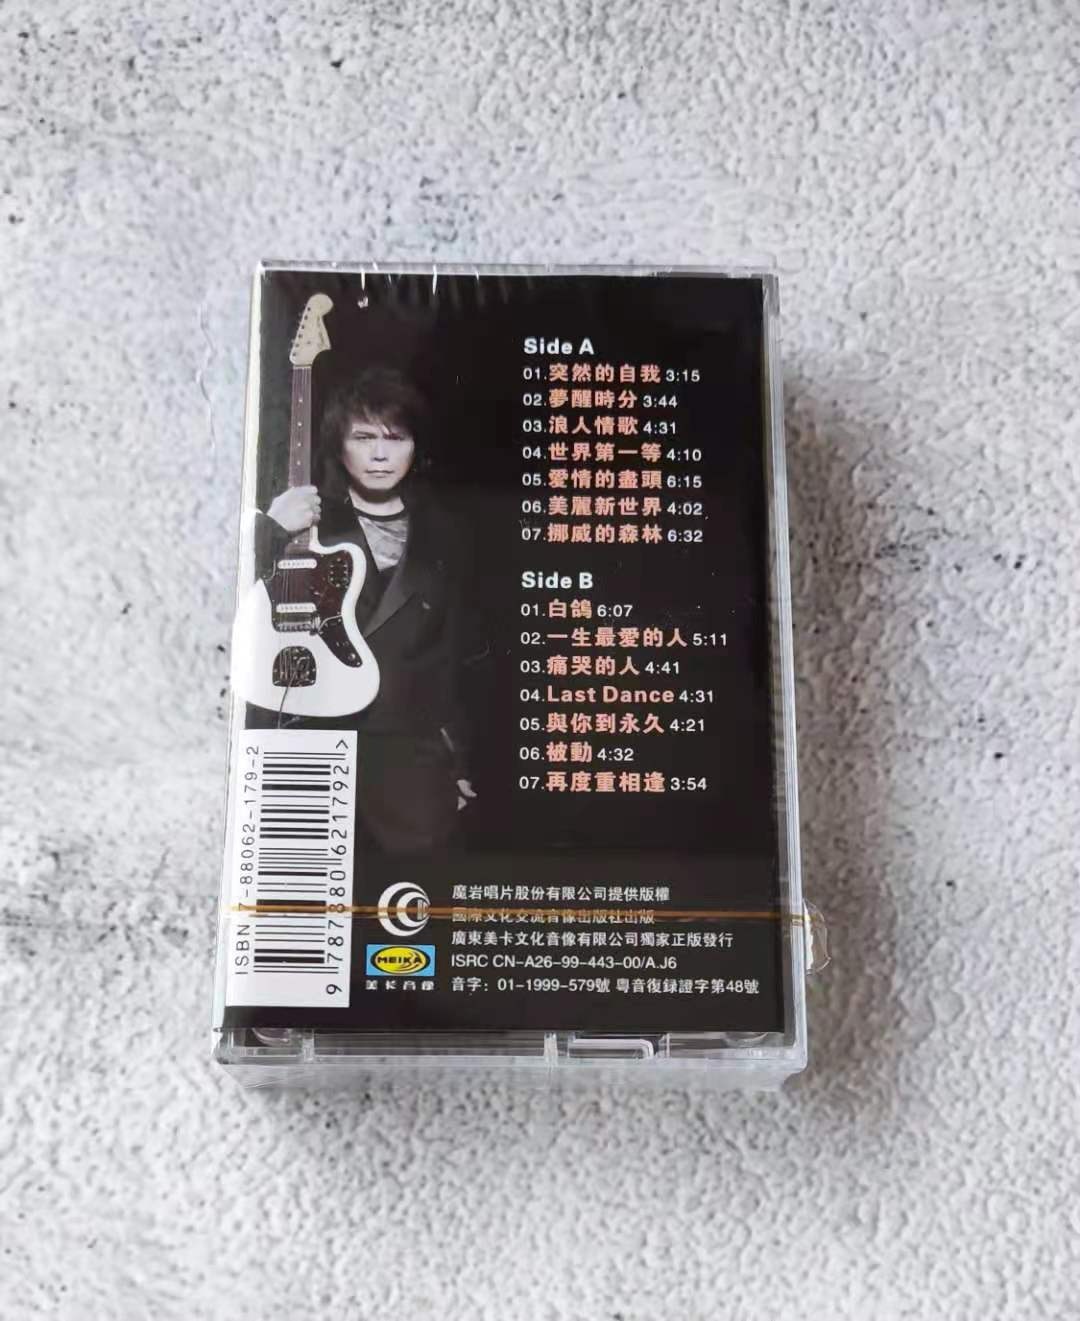 Side A
01.突然的自我 3:15
02.夢醒時分 3:44
03.浪人情歌 4:31
04.世界第一等 4:10
05.愛情的盡頭 6:15
06.美麗新世界 4:02
07.挪威的森林 6:32
Side B
01.白鴿 6:07
02.一生最愛的人 5:11
03.痛哭的人 4:41
04.Last Dance 4:31
05.與你到永久 4:21
06.被動 4:32
07.再度重相逢 3:54
ISBN 7-88062-179-2
9 787880 621792 >
魔岩唱片股份有限公司提供版權
國際文化交流音像出版社出版
廣東美卡文化音像有限公司獨家正版發行
MEIKA
美卡音像
ISRC CN-A26-99-443-00/A.J6
音字：01-1999-579號 粵音復録證字第48號